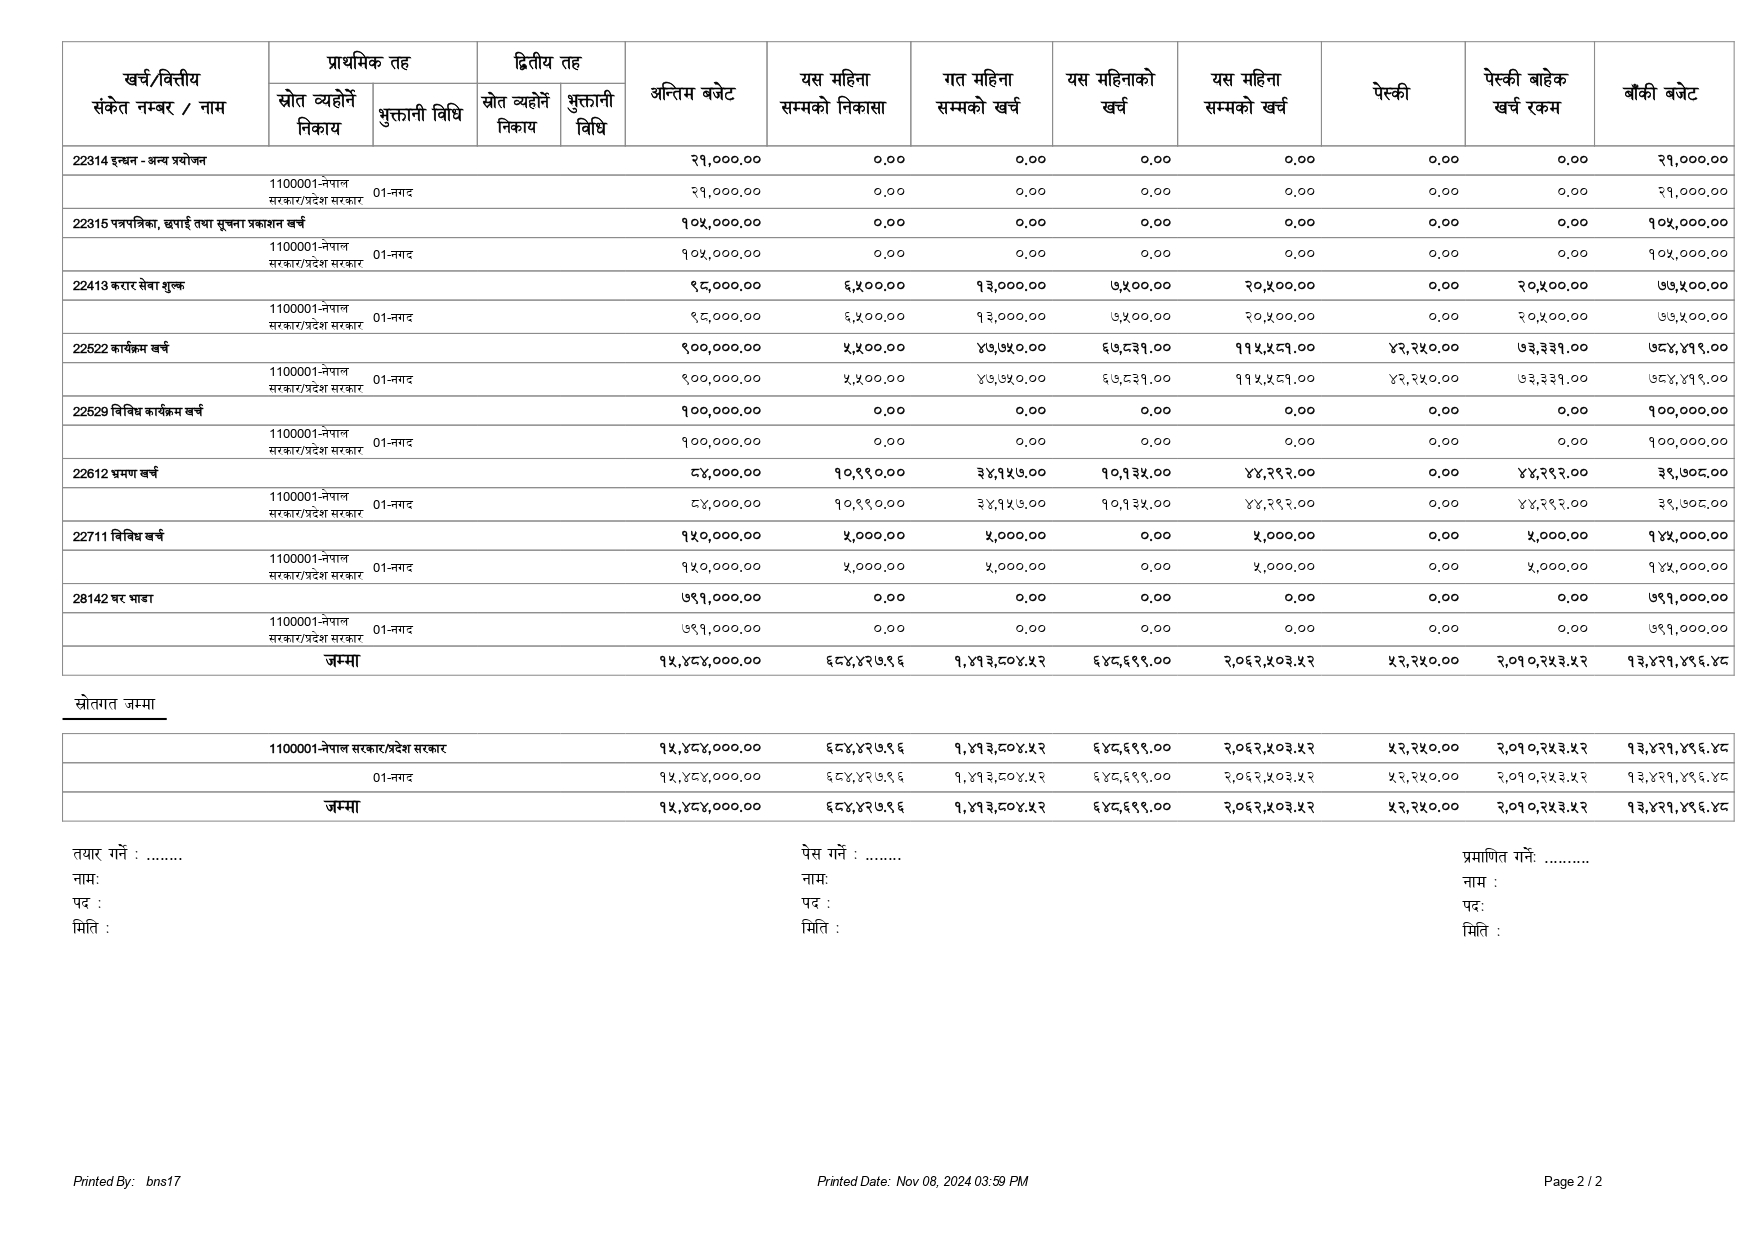 खर्च/वित्तीय संकेत नम्बर / नाम प्राथमिक तह द्वितीय तह अन्तिम बजेट यस महिना सम्मको निकासा गत महिना सम्मको खर्च यस महिनाको खर्च यस महिना सम्मको खर्च पेस्की पेस्की बाहेक खर्च रकम बाँकी बजेट
स्रोत व्यहोर्ने निकाय भुक्तानी विधि स्रोत व्यहोर्ने निकाय भुक्तानी विधि
22314 इन्धन - अन्य प्रयोजन २१,०००.०० ०.०० ०.०० ०.०० ०.०० ०.०० ०.०० २१,०००.००
1100001-नेपाल सरकार/प्रदेश सरकार 01-नगद २१,०००.०० ०.०० ०.०० ०.०० ०.०० ०.०० ०.०० २१,०००.००
22315 पत्रपत्रिका, छपाई तथा सूचना प्रकाशन खर्च १०५,०००.०० ०.०० ०.०० ०.०० ०.०० ०.०० ०.०० १०५,०००.००
1100001-नेपाल सरकार/प्रदेश सरकार 01-नगद १०५,०००.०० ०.०० ०.०० ०.०० ०.०० ०.०० ०.०० १०५,०००.००
22413 करार सेवा शुल्क ९८,०००.०० ६,५००.०० १३,०००.०० ७,५००.०० २०,५००.०० ०.०० २०,५००.०० ७७,५००.००
1100001-नेपाल सरकार/प्रदेश सरकार 01-नगद ९८,०००.०० ६,५००.०० १३,०००.०० ७,५००.०० २०,५००.०० ०.०० २०,५००.०० ७७,५००.००
22522 कार्यक्रम खर्च ९००,०००.०० ५,५००.०० ४७,७५०.०० ६७,८३१.०० ११५,५८१.०० ४२,२५०.०० ७३,३३१.०० ७८४,४१९.००
1100001-नेपाल सरकार/प्रदेश सरकार 01-नगद ९००,०००.०० ५,५००.०० ४७,७५०.०० ६७,८३१.०० ११५,५८१.०० ४२,२५०.०० ७३,३३१.०० ७८४,४१९.००
22529 विविध कार्यक्रम खर्च १००,०००.०० ०.०० ०.०० ०.०० ०.०० ०.०० ०.०० १००,०००.००
1100001-नेपाल सरकार/प्रदेश सरकार 01-नगद १००,०००.०० ०.०० ०.०० ०.०० ०.०० ०.०० ०.०० १००,०००.००
22612 भ्रमण खर्च ८४,०००.०० १०,९९०.०० ३४,१५७.०० १०,१३५.०० ४४,२९२.०० ०.०० ४४,२९२.०० ३९,७०८.००
1100001-नेपाल सरकार/प्रदेश सरकार 01-नगद ८४,०००.०० १०,९९०.०० ३४,१५७.०० १०,१३५.०० ४४,२९२.०० ०.०० ४४,२९२.०० ३९,७०८.००
22711 विविध खर्च १५०,०००.०० ५,०००.०० ५,०००.०० ०.०० ५,०००.०० ०.०० ५,०००.०० १४५,०००.००
1100001-नेपाल सरकार/प्रदेश सरकार 01-नगद १५०,०००.०० ५,०००.०० ५,०००.०० ०.०० ५,०००.०० ०.०० ५,०००.०० १४५,०००.००
28142 घर भाडा ७९१,०००.०० ०.०० ०.०० ०.०० ०.०० ०.०० ०.०० ७९१,०००.००
1100001-नेपाल सरकार/प्रदेश सरकार 01-नगद ७९१,०००.०० ०.०० ०.०० ०.०० ०.०० ०.०० ०.०० ७९१,०००.००
जम्मा १५,४८४,०००.०० ६८४,४२७.९६ १,४१३,८०४.५२ ६४८,६९९.०० २,०६२,५०३.५२ ५२,२५०.०० २,०१०,२५३.५२ १३,४२१,४९६.४८
स्रोतगत जम्मा
1100001-नेपाल सरकार/प्रदेश सरकार १५,४८४,०००.०० ६८४,४२७.९६ १,४१३,८०४.५२ ६४८,६९९.०० २,०६२,५०३.५२ ५२,२५०.०० २,०१०,२५३.५२ १३,४२१,४९६.४८
01-नगद १५,४८४,०००.०० ६८४,४२७.९६ १,४१३,८०४.५२ ६४८,६९९.०० २,०६२,५०३.५२ ५२,२५०.०० २,०१०,२५३.५२ १३,४२१,४९६.४८
जम्मा १५,४८४,०००.०० ६८४,४२७.९६ १,४१३,८०४.५२ ६४८,६९९.०० २,०६२,५०३.५२ ५२,२५०.०० २,०१०,२५३.५२ १३,४२१,४९६.४८
तयार गर्ने : ........ पेस गर्ने : ........ प्रमाणित गर्ने: ..........
नाम: नाम: नाम :
पद : पद : पद:
मिति : मिति : मिति :
Printed By: bns17 Printed Date: Nov 08, 2024 03:59 PM Page 2 / 2